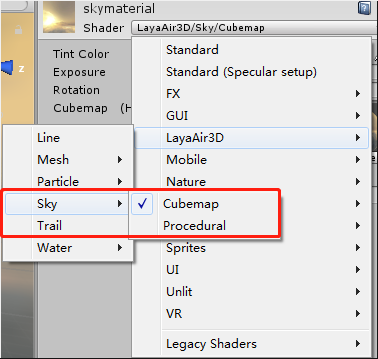 skymaterial
Shader LayaAir3D/Sky/Cubemap
Tint Color
Exposure
Rotation
Cubemap (H
Standard
Standard (Specular setup)
FX
GUI
LayaAir3D
Mobile
Nature
Cubemap
Procedural
Sprites
UI
Unlit
VR
Legacy Shaders
Line
Mesh
Particle
Sky
Trail
Water
z